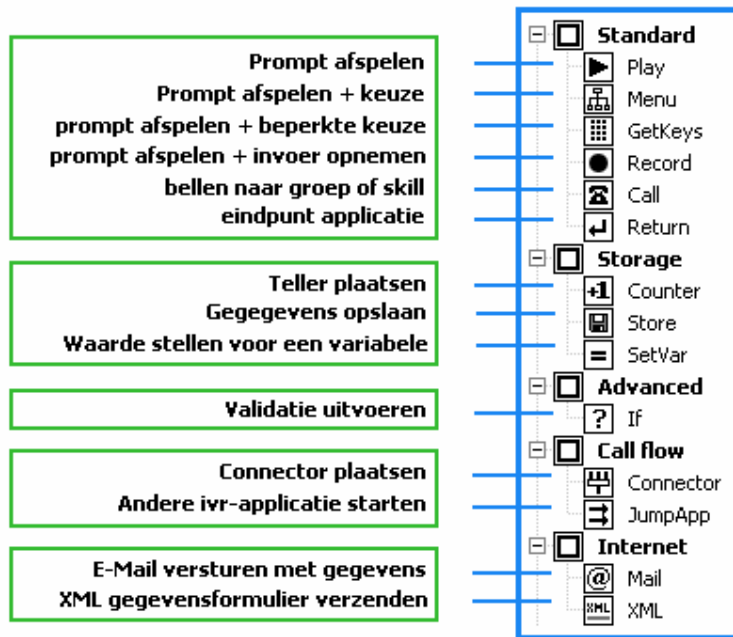 Standard
Prompt afspelen Play
Prompt afspelen + keuze Menu
prompt afspelen + beperkte keuze GetKeys
prompt afspelen + invoer opnemen Record
bellen naar groep of skill Call
eindpunt applicatie Return
Storage
Teller plaatsen +1 Counter
Gegegevens opslaan Store
Waarde stellen voor een variabele = SetVar
Advanced
Validatie uitvoeren ? If
Call flow
Connector plaatsen Connector
Andere ivr-applicatie starten JumpApp
Internet
E-Mail versturen met gegevens @ Mail
XML gegevensformulier verzenden XML XML